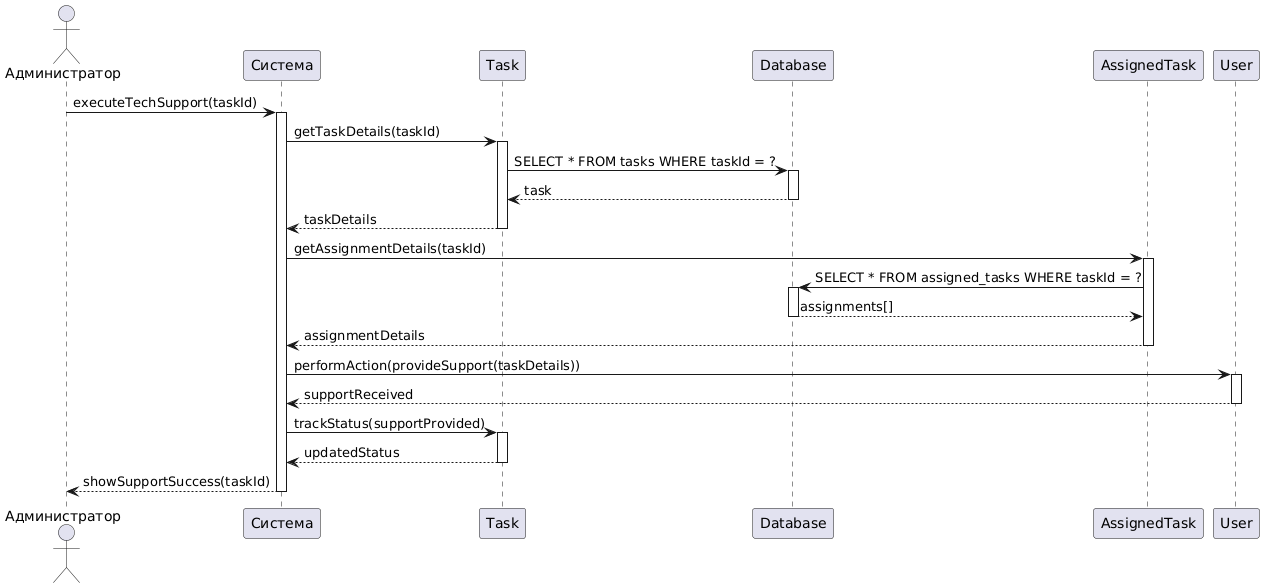 Администратор
Система
Task
Database
AssignedTask
User
executeTechSupport(taskId)
getTaskDetails(taskId)
SELECT * FROM tasks WHERE taskId = ?
task
taskDetails
getAssignmentDetails(taskId)
SELECT * FROM assigned_tasks WHERE taskId = ?
assignments[]
assignmentDetails
performAction(provideSupport(taskDetails))
supportReceived
trackStatus(supportProvided)
updatedStatus
showSupportSuccess(taskId)
Администратор
Система
Task
Database
AssignedTask
User